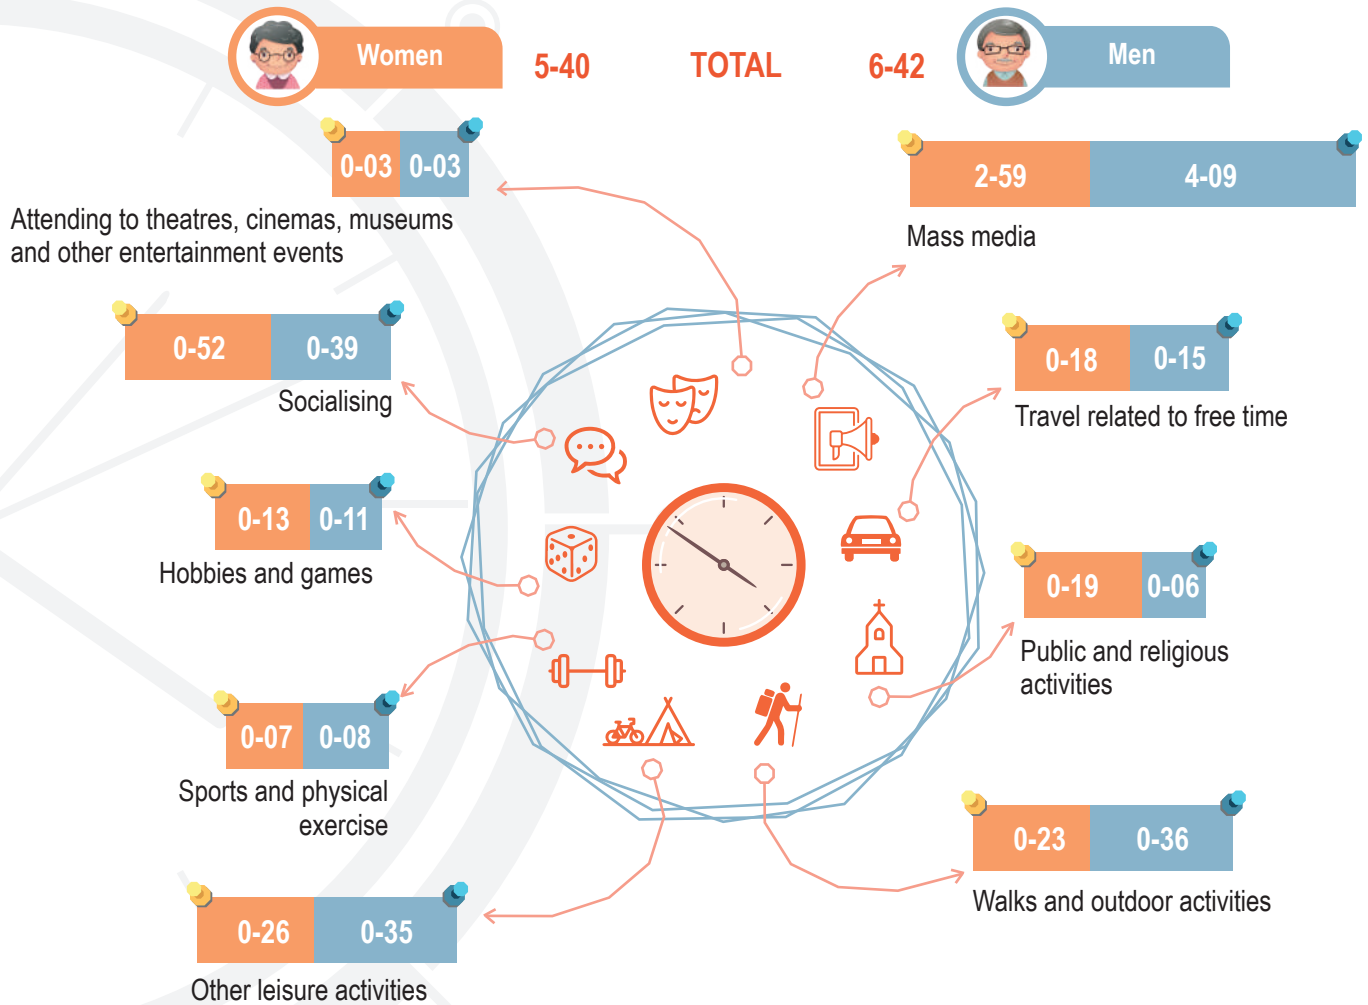 Women
5-40
TOTAL
6-42
Men
0-03 0-03
Attending to theatres, cinemas, museums
and other entertainment events
2-59 4-09
Mass media
0-52 0-39
Socialising
0-18 0-15
Travel related to free time
0-13 0-11
Hobbies and games
0-19 0-06
Public and religious
activities
0-07 0-08
Sports and physical
exercise
0-23 0-36
Walks and outdoor activities
0-26 0-35
Other leisure activities